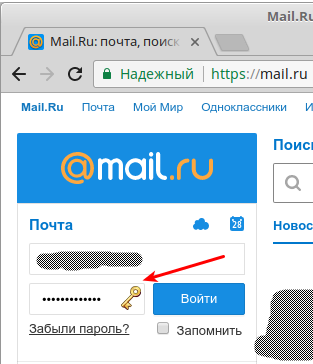 Mail.Ru
Mail.Ru: почта, поиск
Надежный https://mail.ru
Mail.Ru Почта Мой Мир Одноклассники И
@mail.ru
Поис
Почта 28
Новос
•••••••••••••
Войти
Забыли пароль? Запомнить